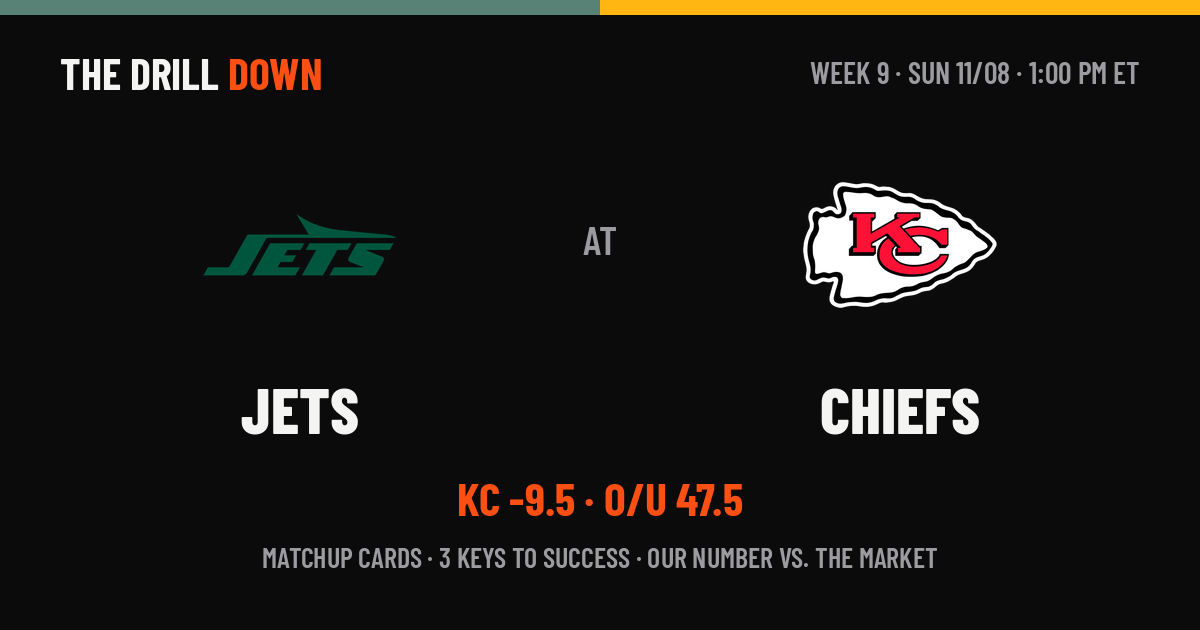 THE DRILL DOWN
WEEK 9 · SUN 11/08 · 1:00 PM ET
JETS
AT
KC
JETS
CHIEFS
KC -9.5 · O/U 47.5
MATCHUP CARDS · 3 KEYS TO SUCCESS · OUR NUMBER VS. THE MARKET